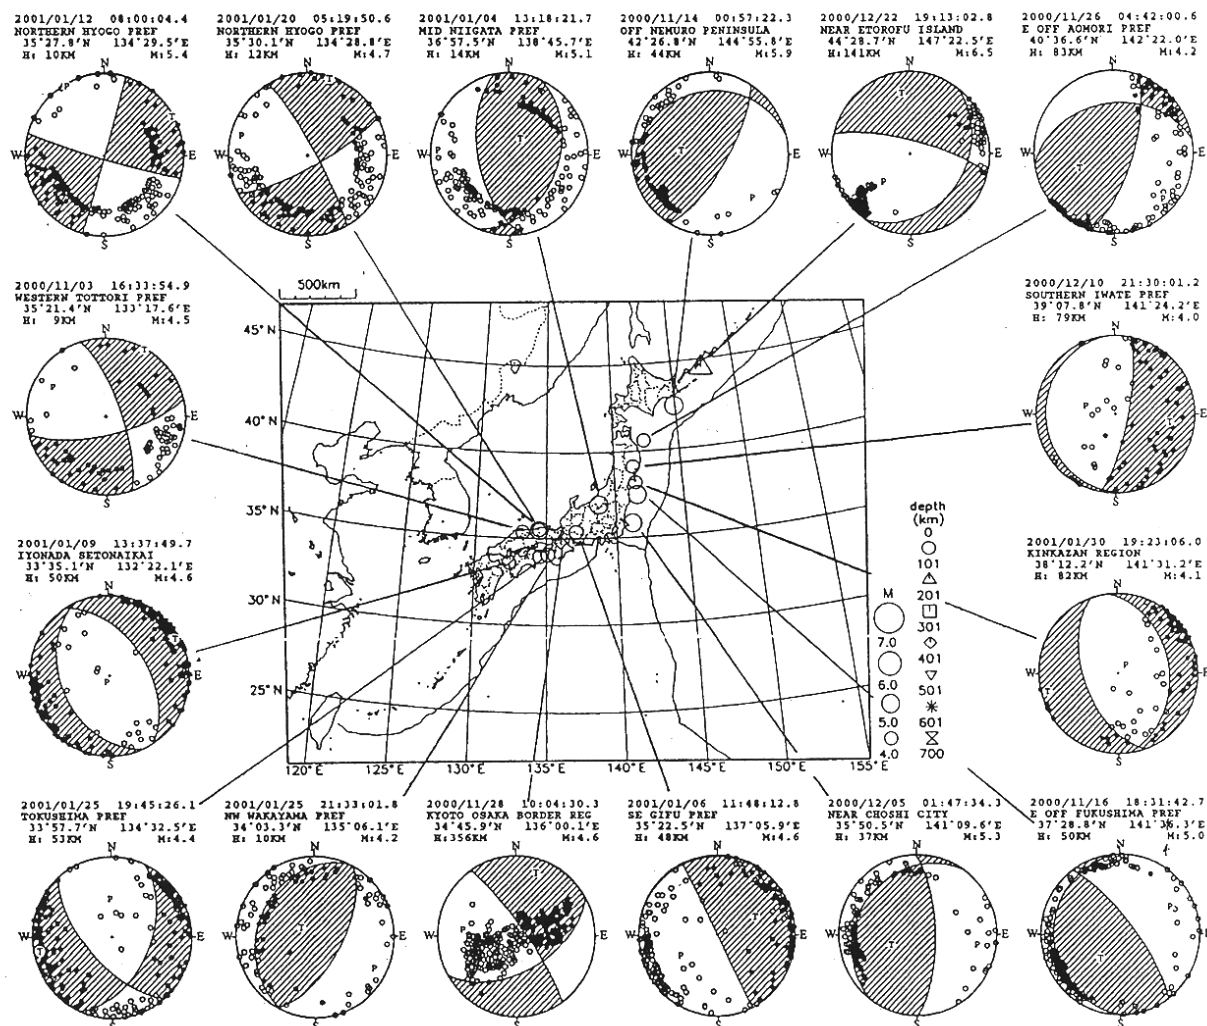 2001/01/12 08:00:04.4
NORTHERN HYOGO PREF
35°27.8'N 134°29.5'E
H: 10KM M:5.4
2001/01/20 05:19:50.6
NORTHERN HYOGO PREF
35°30.1'N 134°28.8'E
H: 12KM M:4.7
2001/01/04 13:18:21.7
MID NIIGATA PREF
36°57.5'N 138°45.7'E
H: 14KM M:5.1
2000/11/14 00:57:22.3
OFF NEMURO PENINSULA
42°26.8'N 144°55.8'E
H: 44KM M:5.9
2000/12/22 19:13:02.8
NEAR ETOROFU ISLAND
44°28.7'N 147°22.5'E
H:141KM M:6.5
2000/11/26 04:42:00.6
E OFF AOMORI PREF
40°36.6'N 142°22.0'E
H: 83KM M:4.2
N
W P T E
S
N
W P T E
S
N
W P T E
S
N
W T P E
S
N
W T P E
S
N
W T P E
S
2000/11/03 16:33:54.9
WESTERN TOTTORI PREF
35°21.4'N 133°17.6'E
H: 9KM M:4.5
N
W P T E
S
2000/12/10 21:30:01.2
SOUTHERN IWATE PREF
39°07.8'N 141°24.2'E
H: 79KM M:4.0
N
W P T E
S
2001/01/09 13:37:49.7
IYONADA SETONAIKAI
33°35.1'N 132°22.1'E
H: 50KM M:4.6
N
W P T E
S
2001/01/30 19:23:06.0
KINKAZAN REGION
38°12.2'N 141°31.2'E
H: 82KM M:4.1
N
W T P E
S
500km
45°N
40°N
35°N
30°N
25°N
120°E 125°E 130°E 135°E 140°E 145°E 150°E 155°E
M
7.0
6.0
5.0
4.0
depth
(km)
0
101
201
301
401
501
601
700
2001/01/25 19:45:26.1
TOKUSHIMA PREF
33°57.7'N 134°32.5'E
H: 53KM M:4.4
2001/01/25 21:33:01.8
NW WAKAYAMA PREF
34°03.3'N 135°06.1'E
H: 10KM M:4.2
2000/11/28 10:04:30.3
KYOTO OSAKA BORDER REG
34°45.9'N 136°00.1'E
H:356KM M:4.6
2001/01/06 11:48:12.8
SE GIFU PREF
35°22.5'N 137°05.9'E
H: 48KM M:4.6
2000/12/05 01:47:34.3
NEAR CHOSHI CITY
35°50.5'N 141°09.6'E
H: 37KM M:5.3
2000/11/16 18:31:42.7
E OFF FUKUSHIMA PREF
37°28.8'N 141°36.3'E
H: 50KM M:5.0
N
W T P E
S
N
W T P E
S
N
W P T E
S
N
W P T E
S
N
W T P E
S
N
W T P E
S